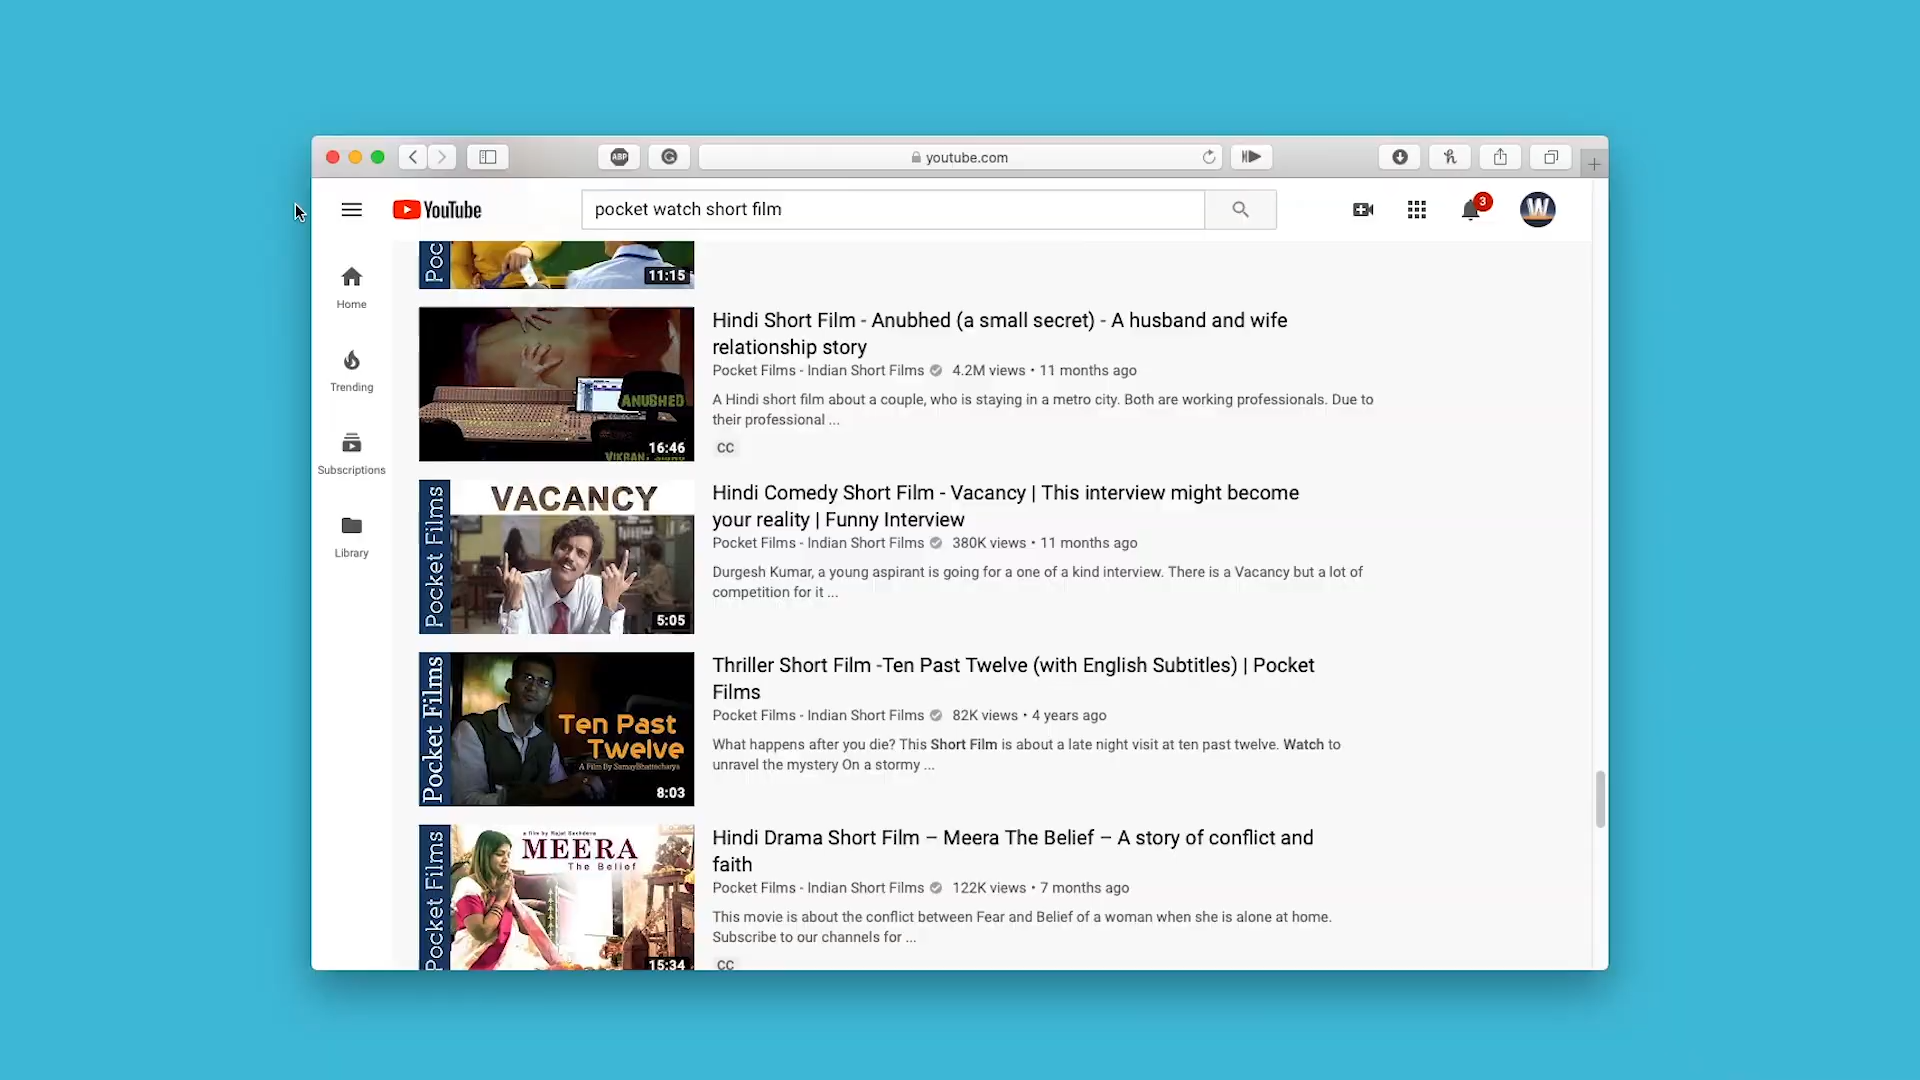 ABP
youtube.com
YouTube
pocket watch short film
3
W
Home
Trending
Subscriptions
Library
Poc
11:15
ANUBHED
16:46
Hindi Short Film - Anubhed (a small secret) - A husband and wife
relationship story
Pocket Films - Indian Short Films 4.2M views • 11 months ago
A Hindi short film about a couple, who is staying in a metro city. Both are working professionals. Due to
their professional ...
CC
Pocket Films
VACANCY
5:05
Hindi Comedy Short Film - Vacancy | This interview might become
your reality | Funny Interview
Pocket Films - Indian Short Films 380K views • 11 months ago
Durgesh Kumar, a young aspirant is going for a one of a kind interview. There is a Vacancy but a lot of
competition for it ...
Pocket Films
Ten Past
Twelve
A Film By SamayBhattacharya
8:03
Thriller Short Film -Ten Past Twelve (with English Subtitles) | Pocket
Films
Pocket Films - Indian Short Films 82K views • 4 years ago
What happens after you die? This Short Film is about a late night visit at ten past twelve. Watch to
unravel the mystery On a stormy ...
Pocket Films
a film by Rajat Sachdeva
MEERA
The Belief
15:34
Hindi Drama Short Film – Meera The Belief – A story of conflict and
faith
Pocket Films - Indian Short Films 122K views • 7 months ago
This movie is about the conflict between Fear and Belief of a woman when she is alone at home.
Subscribe to our channels for ...
CC